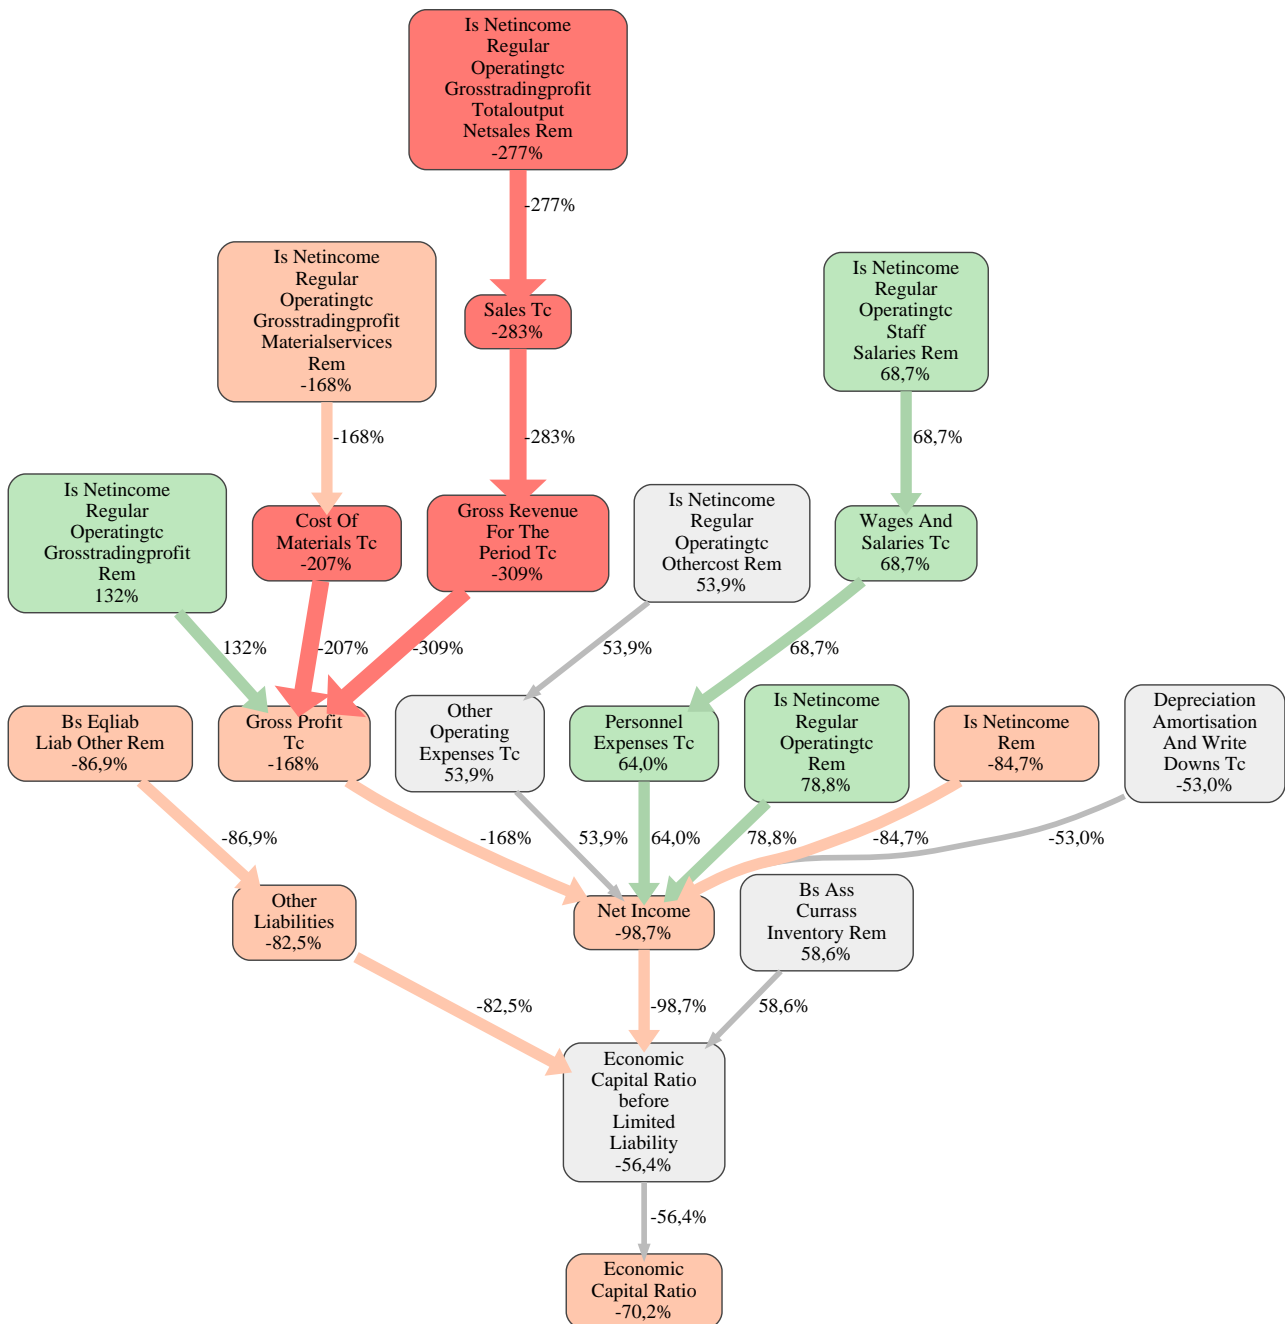 Is Netincome
Regular
Operatingtc
Grosstradingprofit
Totaloutput
Netsales Rem
-277%
-277%
Is Netincome
Regular
Operatingtc
Grosstradingprofit
Materialservices
Rem
-168%
Sales Tc
-283%
Is Netincome
Regular
Operatingtc
Staff
Salaries Rem
68,7%
-168%
-283%
68,7%
Is Netincome
Regular
Operatingtc
Grosstradingprofit
Rem
132%
Cost Of
Materials Tc
-207%
Gross Revenue
For The
Period Tc
-309%
Is Netincome
Regular
Operatingtc
Othercost Rem
53,9%
Wages And
Salaries Tc
68,7%
132%
-207%
-309%
53,9%
68,7%
Bs Eqliab
Liab Other Rem
-86,9%
Gross Profit
Tc
-168%
Other
Operating
Expenses Tc
53,9%
Personnel
Expenses Tc
64,0%
Is Netincome
Regular
Operatingtc
Rem
78,8%
Is Netincome
Rem
-84,7%
Depreciation
Amortisation
And Write
Downs Tc
-53,0%
-86,9%
-168%
53,9%
64,0%
78,8%
-84,7%
-53,0%
Other
Liabilities
-82,5%
Net Income
-98,7%
Bs Ass
Currass
Inventory Rem
58,6%
-82,5%
-98,7%
58,6%
Economic
Capital Ratio
before
Limited
Liability
-56,4%
-56,4%
Economic
Capital Ratio
-70,2%